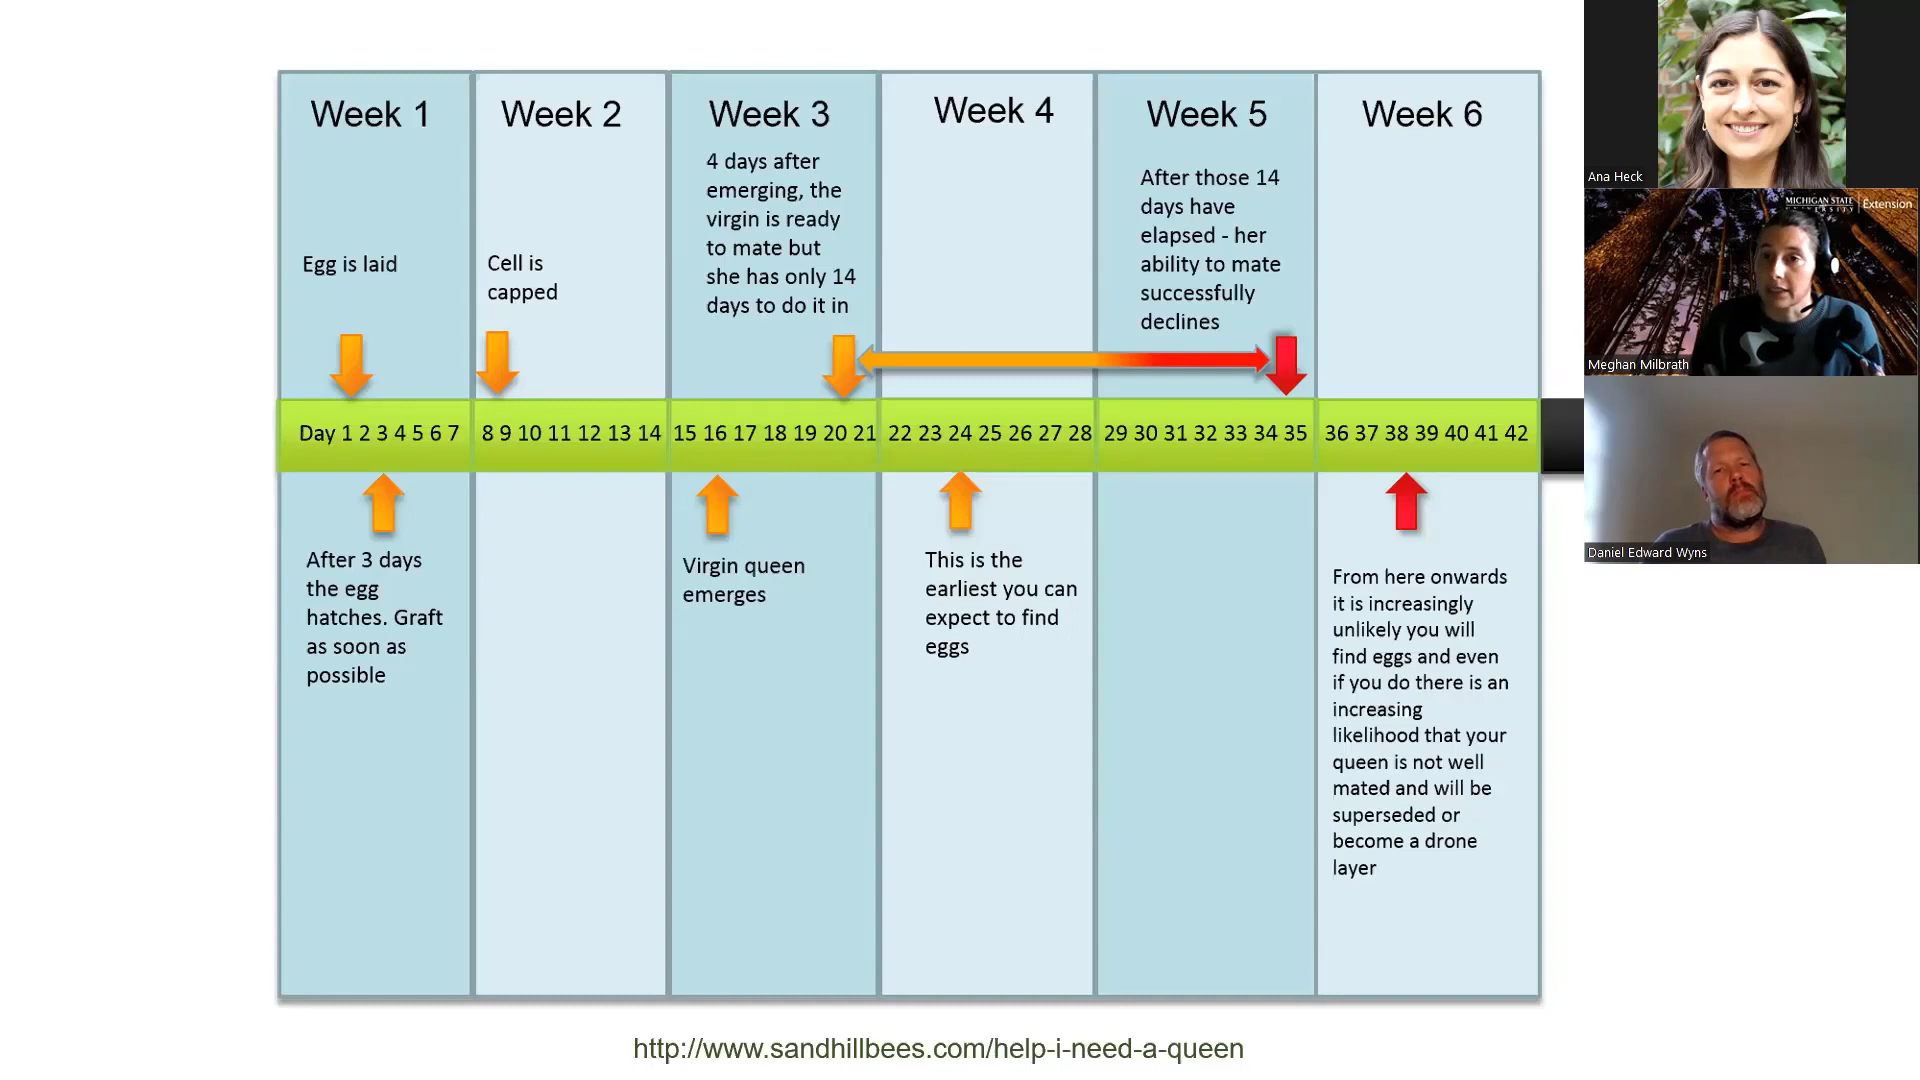 Week 1
Week 2
Week 3
Week 4
Week 5
Week 6
Egg is laid
Cell is
capped
4 days after
emerging, the
virgin is ready
to mate but
she has only 14
days to do it in
After those 14
days have
elapsed - her
ability to mate
successfully
declines
Day 1 2 3 4 5 6 7
8 9 10 11 12 13 14
15 16 17 18 19 20 21
22 23 24 25 26 27 28
29 30 31 32 33 34 35
36 37 38 39 40 41 42
After 3 days
the egg
hatches. Graft
as soon as
possible
Virgin queen
emerges
This is the
earliest you can
expect to find
eggs
From here onwards
it is increasingly
unlikely you will
find eggs and even
if you do there is an
increasing
likelihood that your
queen is not well
mated and will be
superseded or
become a drone
layer
http://www.sandhillbees.com/help-i-need-a-queen
Ana Heck
MICHIGAN STATE
UNIVERSITY
Extension
Meghan Milbrath
Daniel Edward Wyns